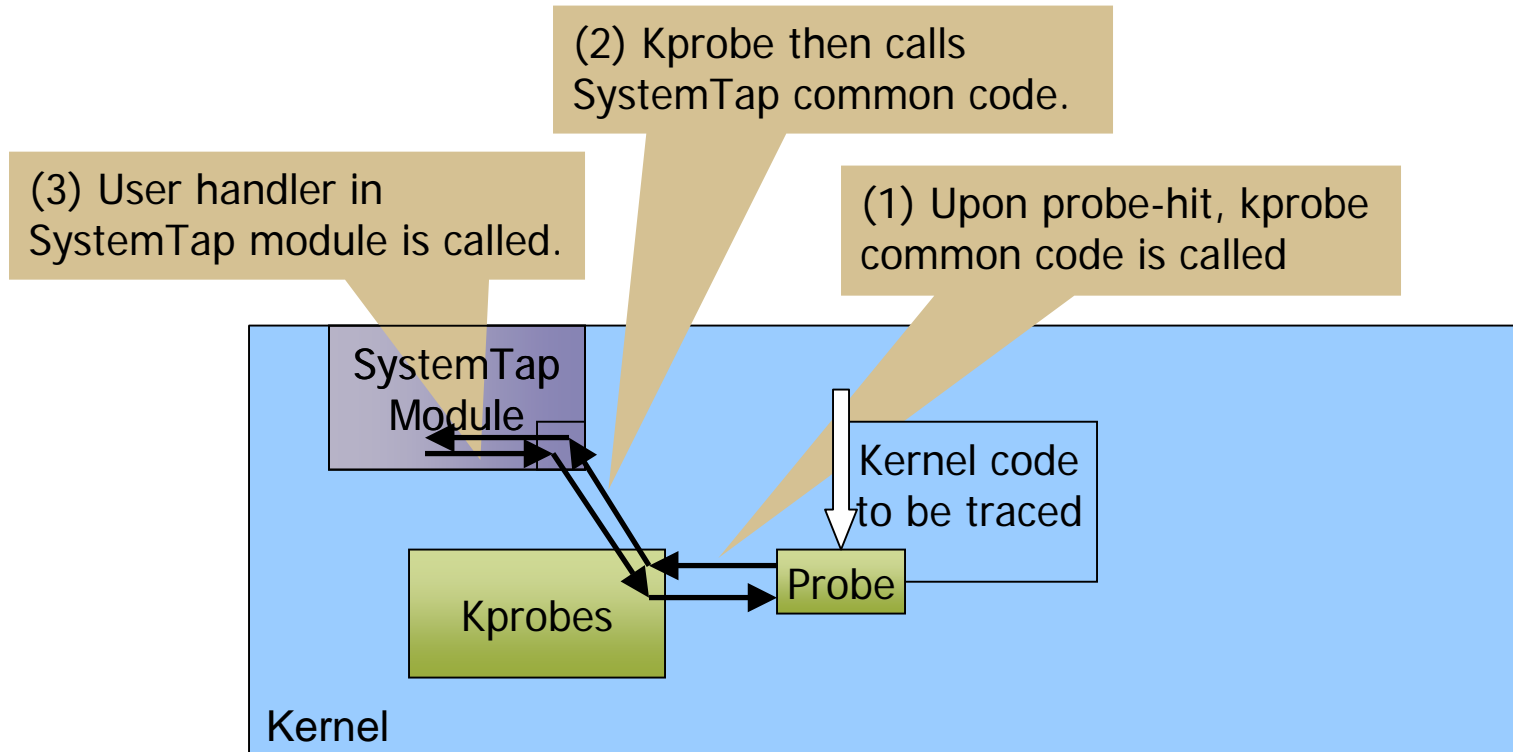 (2) Kprobe then calls
SystemTap common code.
(3) User handler in
SystemTap module is called.
(1) Upon probe-hit, kprobe
common code is called
SystemTap
Module
Kernel code
to be traced
Probe
Kprobes
Kernel